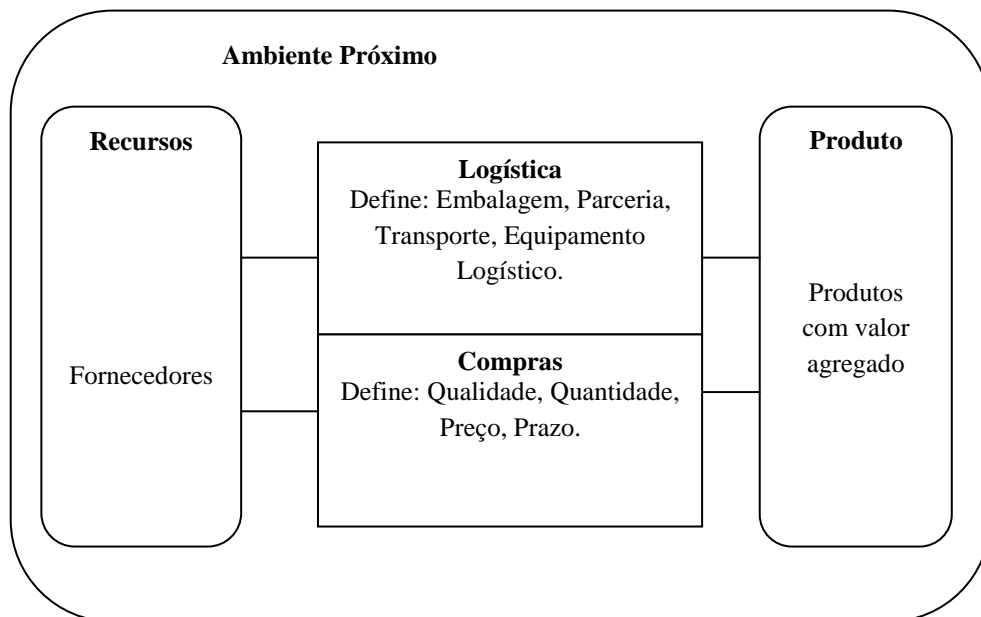 Ambiente Próximo
Recursos
Fornecedores
Logística
Define: Embalagem, Parceria,
Transporte, Equipamento
Logístico.
Compras
Define: Qualidade, Quantidade,
Preço, Prazo.
Produto
Produtos
com valor
agregado